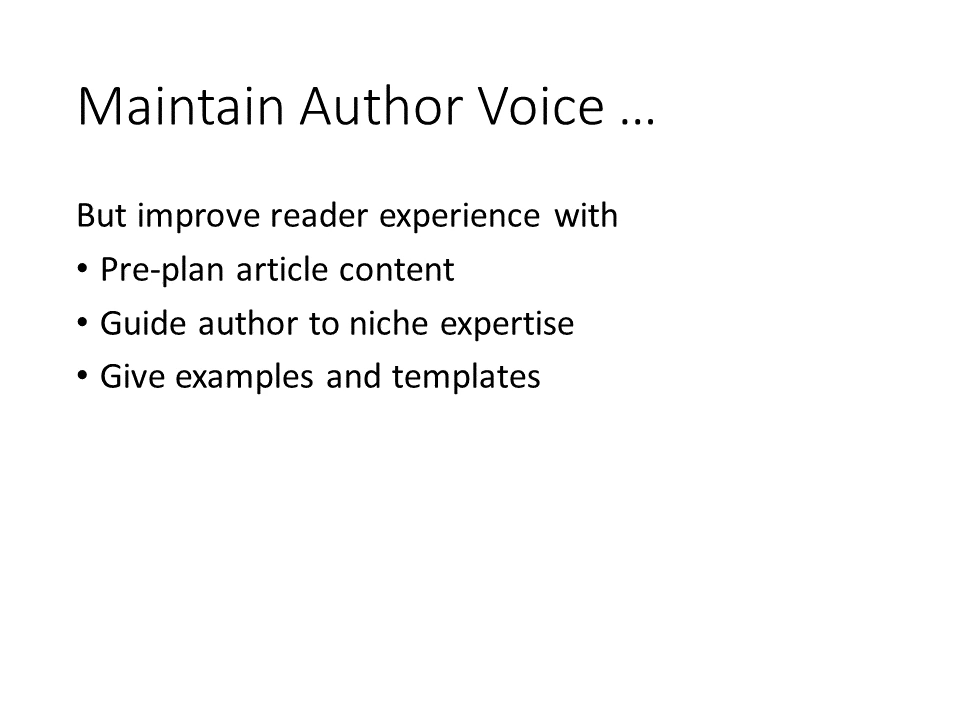 Maintain Author Voice …
But improve reader experience with
• Pre-plan article content
• Guide author to niche expertise
• Give examples and templates